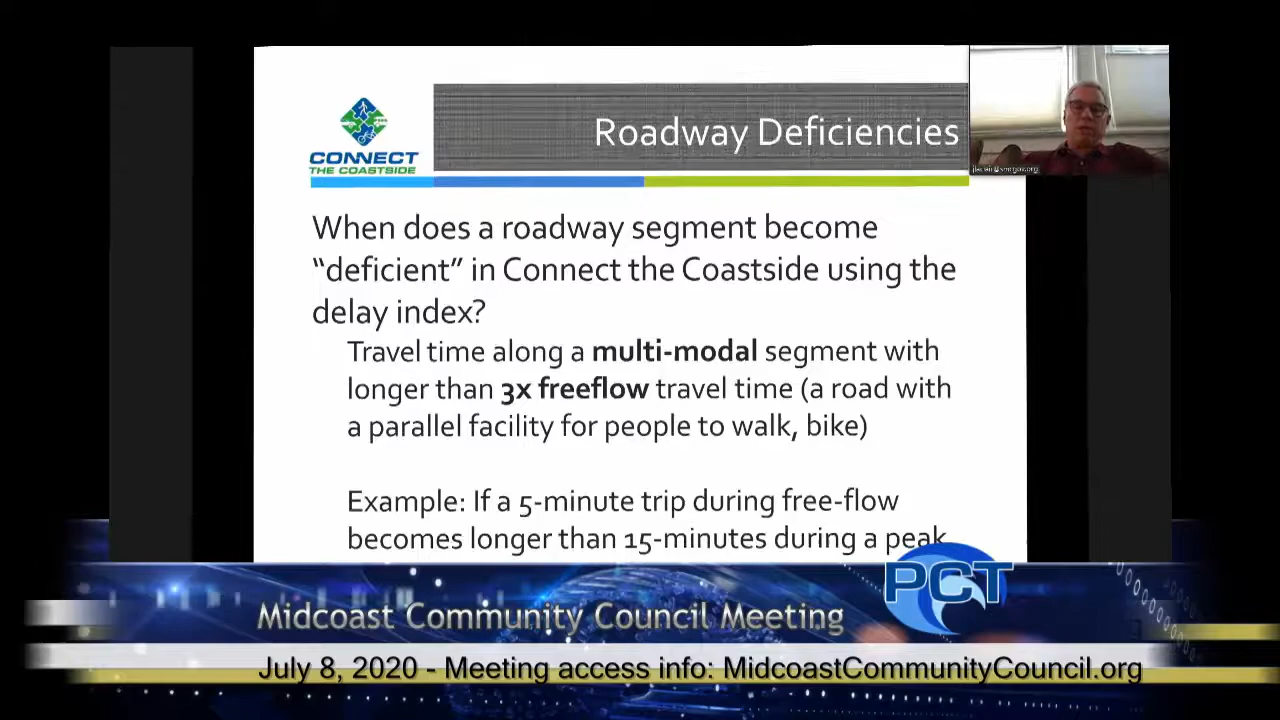 CONNECT
THE COASTSIDE
Roadway Deficiencies
When does a roadway segment become
“deficient” in Connect the Coastside using the
delay index?
Travel time along a multi-modal segment with
longer than 3x freeflow travel time (a road with
a parallel facility for people to walk, bike)
Example: If a 5-minute trip during free-flow
becomes longer than 15-minutes during a peak
PCT
Midcoast Community Council Meeting
July 8, 2020 - Meeting access info: MidcoastCommunityCouncil.org